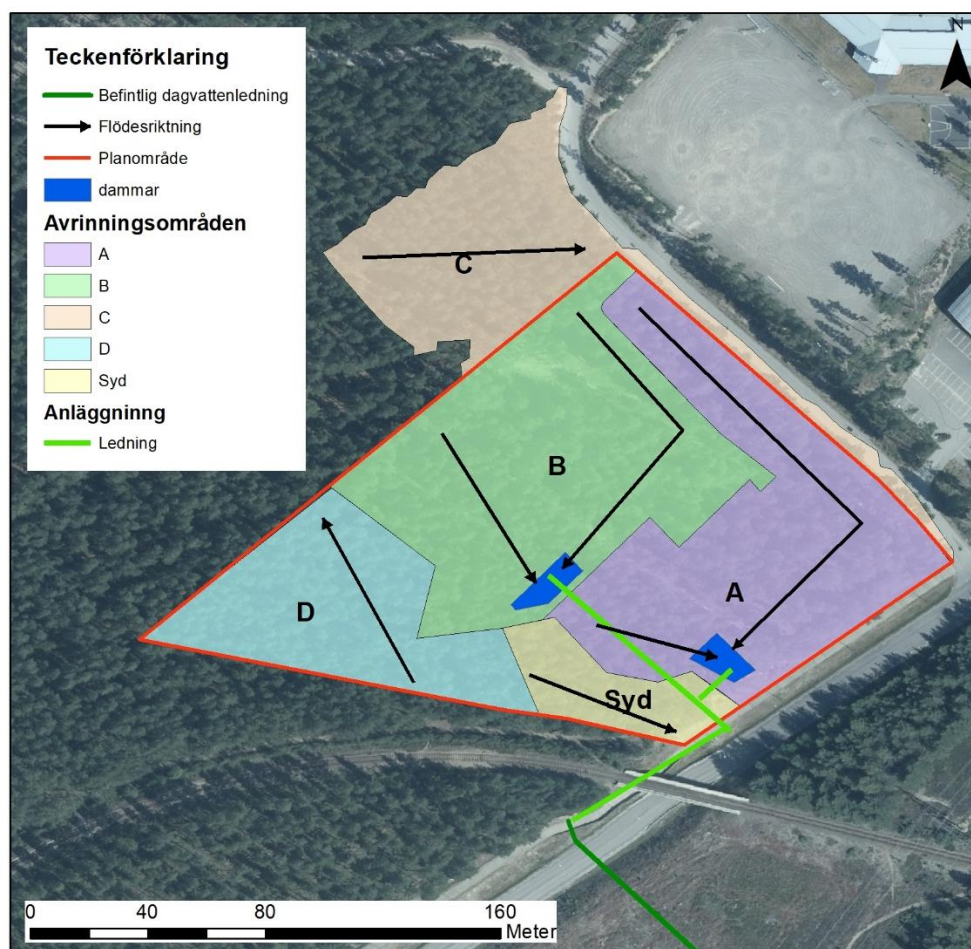 N
Teckenförklaring
Befintlig dagvattenledning
Flödesriktning
Planområde
dammar
Avrinningsområden
A
B
C
D
Syd
Anläggninng
Ledning
C
B
A
D
Syd
0 40 80 160
Meter